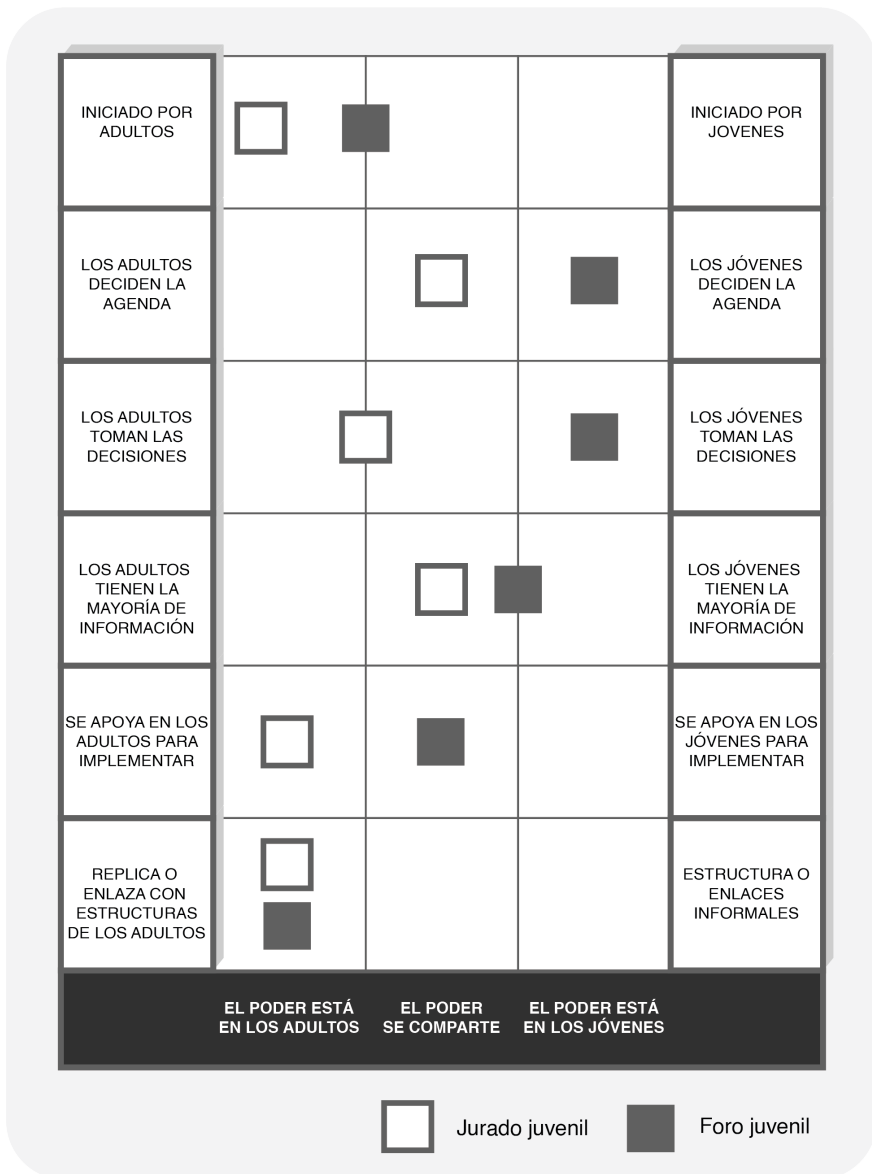 INICIADO POR
ADULTOS
INICIADO POR
JOVENES
LOS ADULTOS
DECIDEN LA
AGENDA
LOS JÓVENES
DECIDEN LA
AGENDA
LOS ADULTOS
TOMAN LAS
DECISIONES
LOS JÓVENES
TOMAN LAS
DECISIONES
LOS ADULTOS
TIENEN LA
MAYORÍA DE
INFORMACIÓN
LOS JÓVENES
TIENEN LA
MAYORÍA DE
INFORMACIÓN
SE APOYA EN LOS
ADULTOS PARA
IMPLEMENTAR
SE APOYA EN LOS
JÓVENES PARA
IMPLEMENTAR
REPLICA O
ENLAZA CON
ESTRUCTURAS
DE LOS ADULTOS
ESTRUCTURA O
ENLACES
INFORMALES
EL PODER ESTÁ
EN LOS ADULTOS
EL PODER
SE COMPARTE
EL PODER ESTÁ
EN LOS JÓVENES
Jurado juvenil
Foro juvenil